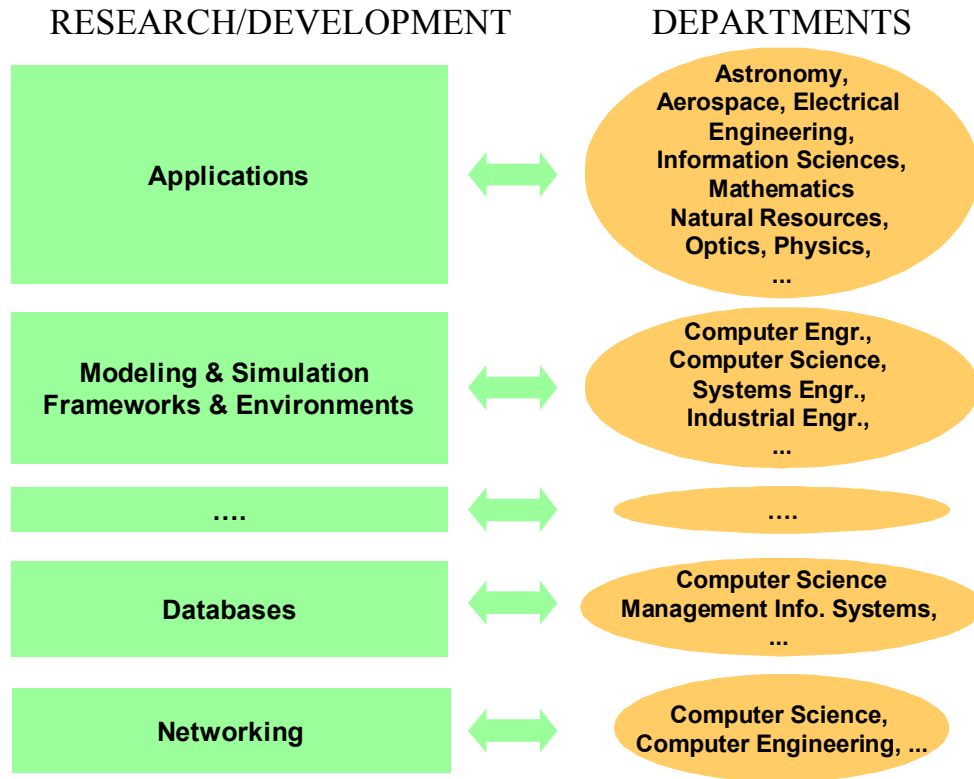 RESEARCH/DEVELOPMENT
DEPARTMENTS
Applications
Astronomy,
Aerospace, Electrical
Engineering,
Information Sciences,
Mathematics
Natural Resources,
Optics, Physics,
...
Modeling & Simulation
Frameworks & Environments
Computer Engr.,
Computer Science,
Systems Engr.,
Industrial Engr.,
...
....
....
Databases
Computer Science
Management Info. Systems,
...
Networking
Computer Science,
Computer Engineering, ...